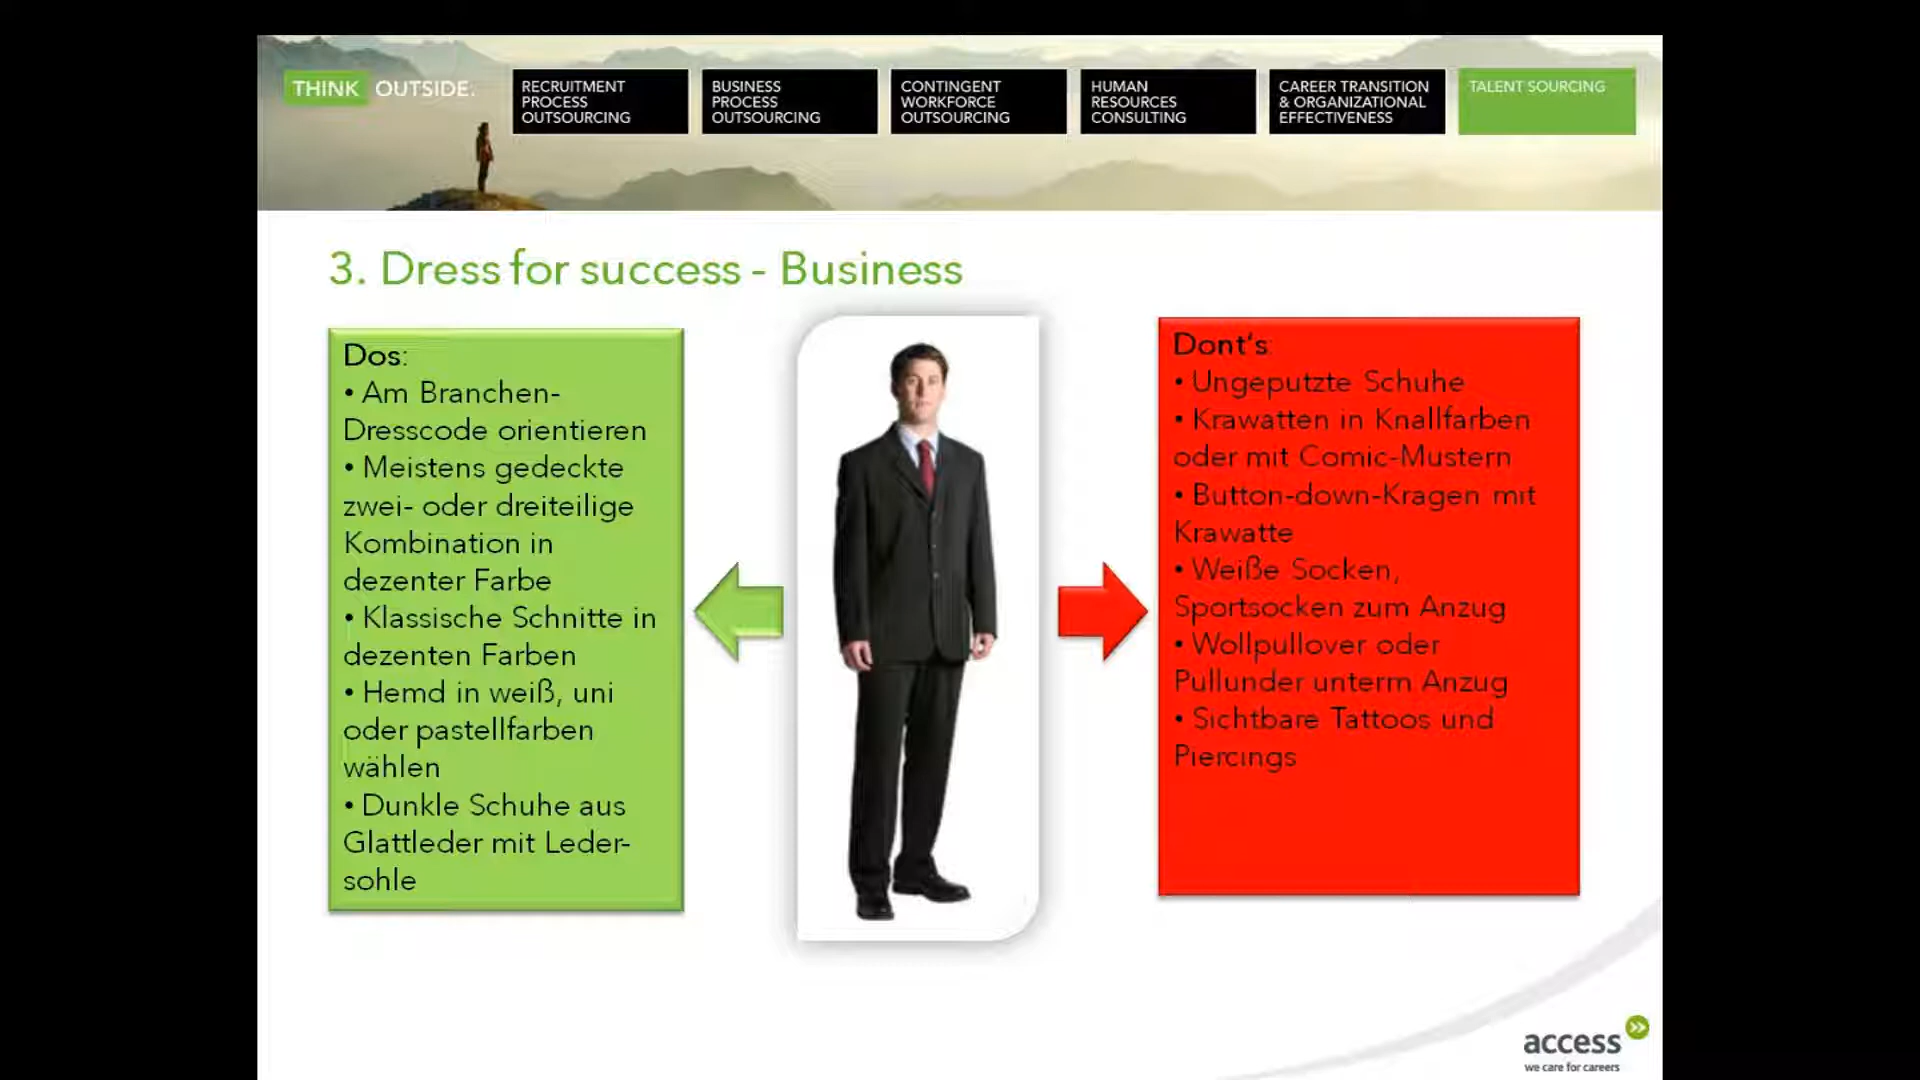 THINK OUTSIDE.
RECRUITMENT
PROCESS
OUTSOURCING
BUSINESS
PROCESS
OUTSOURCING
CONTINGENT
WORKFORCE
OUTSOURCING
HUMAN
RESOURCES
CONSULTING
CAREER TRANSITION
& ORGANIZATIONAL
EFFECTIVENESS
TALENT SOURCING
3. Dress for success - Business
Dos:
• Am Branchen-
Dresscode orientieren
• Meistens gedeckte
zwei- oder dreiteilige
Kombination in
dezenter Farbe
• Klassische Schnitte in
dezenten Farben
• Hemd in weiß, uni
oder pastellfarben
wählen
• Dunkle Schuhe aus
Glattleder mit Leder-
sohle
Dont's:
• Ungeputzte Schuhe
• Krawatten in Knallfarben
oder mit Comic-Mustern
• Button-down-Kragen mit
Krawatte
• Weiße Socken,
Sportsocken zum Anzug
• Wollpullover oder
Pullunder unterm Anzug
• Sichtbare Tattoos und
Piercings
access
we care for careers